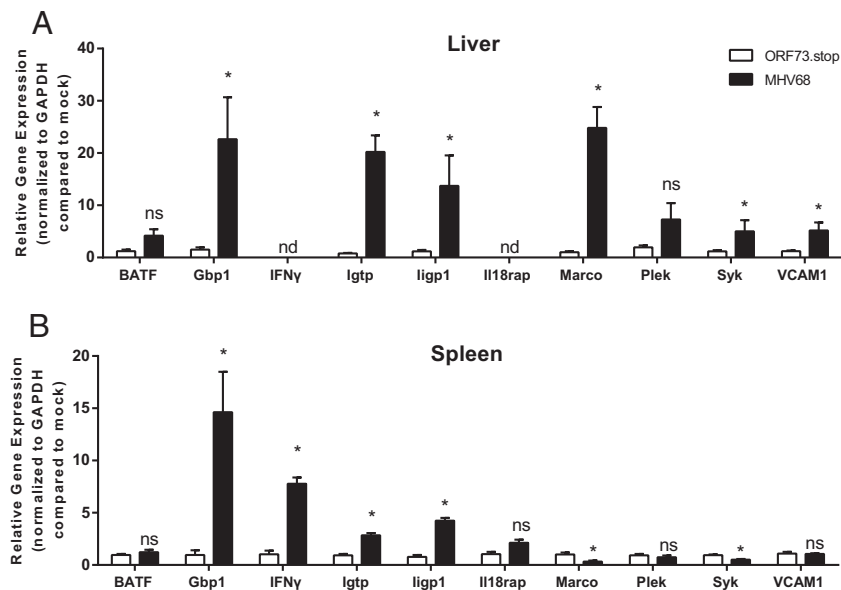 A
Liver
ORF73.stop
MHV68
Relative Gene Expression
(normalized to GAPDH
compared to mock)
40
30
20
10
0
ns * nd * * nd * ns * *
BATF Gbp1 IFNγ Igtp Iigp1 Il18rap Marco Plek Syk VCAM1
B
Spleen
Relative Gene Expression
(normalized to GAPDH
compared to mock)
20
15
10
5
0
ns * * * * ns * ns * ns
BATF Gbp1 IFNγ Igtp Iigp1 Il18rap Marco Plek Syk VCAM1